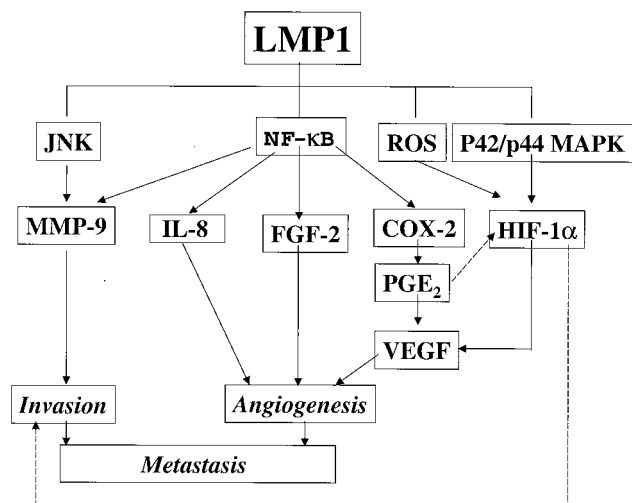 LMP1
JNK
NF-κB
ROS
P42/p44 MAPK
MMP-9
IL-8
FGF-2
COX-2
HIF-1α
PGE₂
VEGF
Invasion
Angiogenesis
Metastasis